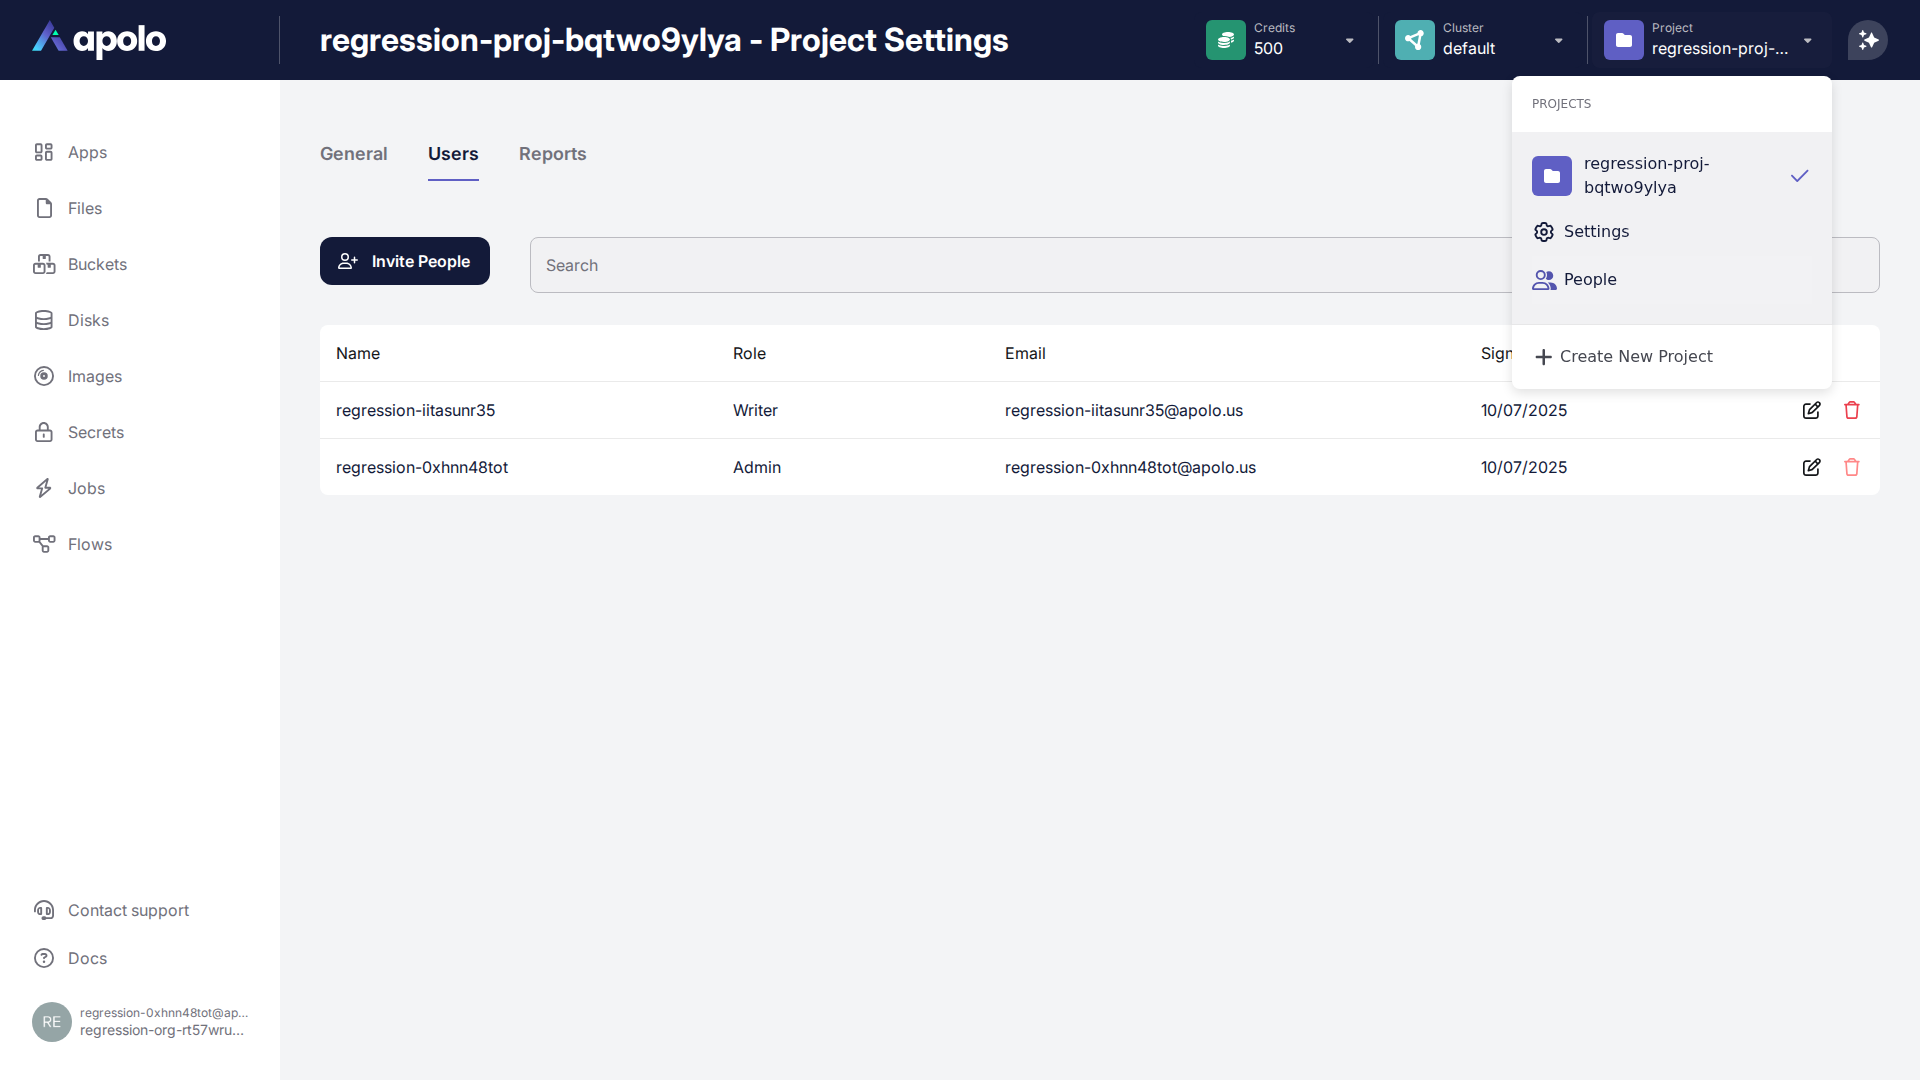 apolo
regression-proj-bqtwo9ylya - Project Settings
Credits
500
Cluster
default
Project
regression-proj-...
PROJECTS
regression-proj-
bqtwo9ylya
Settings
People
Create New Project
Apps
Files
Buckets
Disks
Images
Secrets
Jobs
Flows
General Users Reports
Invite People
Search
Name Role Email Sign
regression-iitasunr35 Writer regression-iitasunr35@apolo.us 10/07/2025
regression-0xhnn48tot Admin regression-0xhnn48tot@apolo.us 10/07/2025
Contact support
Docs
RE
regression-0xhnn48tot@ap...
regression-org-rt57wru...